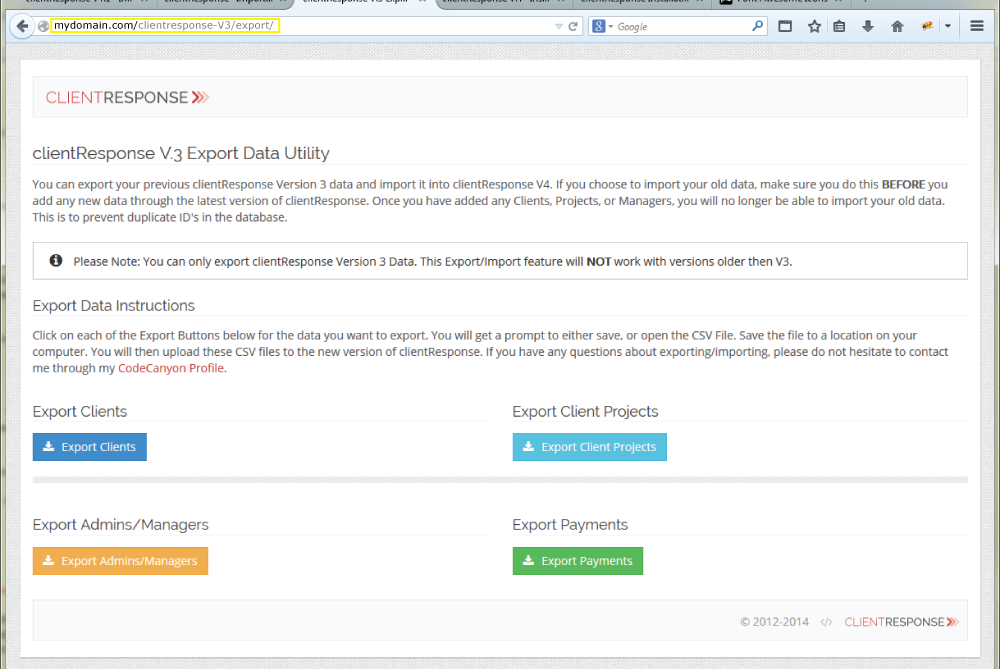 mydomain.com/clientresponse-V3/export/
Google
CLIENTRESPONSE
clientResponse V.3 Export Data Utility
You can export your previous clientResponse Version 3 data and import it into clientResponse V4. If you choose to import your old data, make sure you do this BEFORE you
add any new data through the latest version of clientResponse. Once you have added any Clients, Projects, or Managers, you will no longer be able to import your old data.
This is to prevent duplicate ID's in the database.
Please Note: You can only export clientResponse Version 3 Data. This Export/Import feature will NOT work with versions older then V3.
Export Data Instructions
Click on each of the Export Buttons below for the data you want to export. You will get a prompt to either save, or open the CSV File. Save the file to a location on your
computer. You will then upload these CSV files to the new version of clientResponse. If you have any questions about exporting/importing, please do not hesitate to contact
me through my CodeCanyon Profile.
Export Clients
Export Client Projects
Export Clients
Export Client Projects
Export Admins/Managers
Export Payments
Export Admins/Managers
Export Payments
© 2012-2014 </> CLIENTRESPONSE